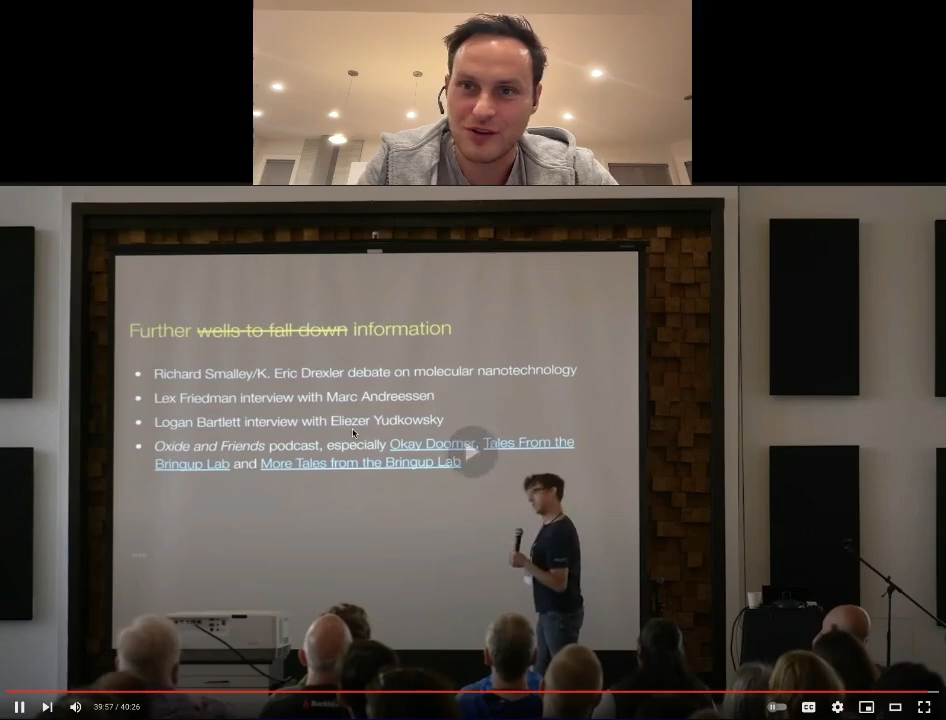 Further wells to fall down information
• Richard Smalley/K. Eric Drexler debate on molecular nanotechnology
• Lex Friedman interview with Marc Andreessen
• Logan Bartlett interview with Eliezer Yudkowsky
• Oxide and Friends podcast, especially Okay Doomer, Tales From the
Bringup Lab and More Tales from the Bringup Lab
39:57 / 40:26